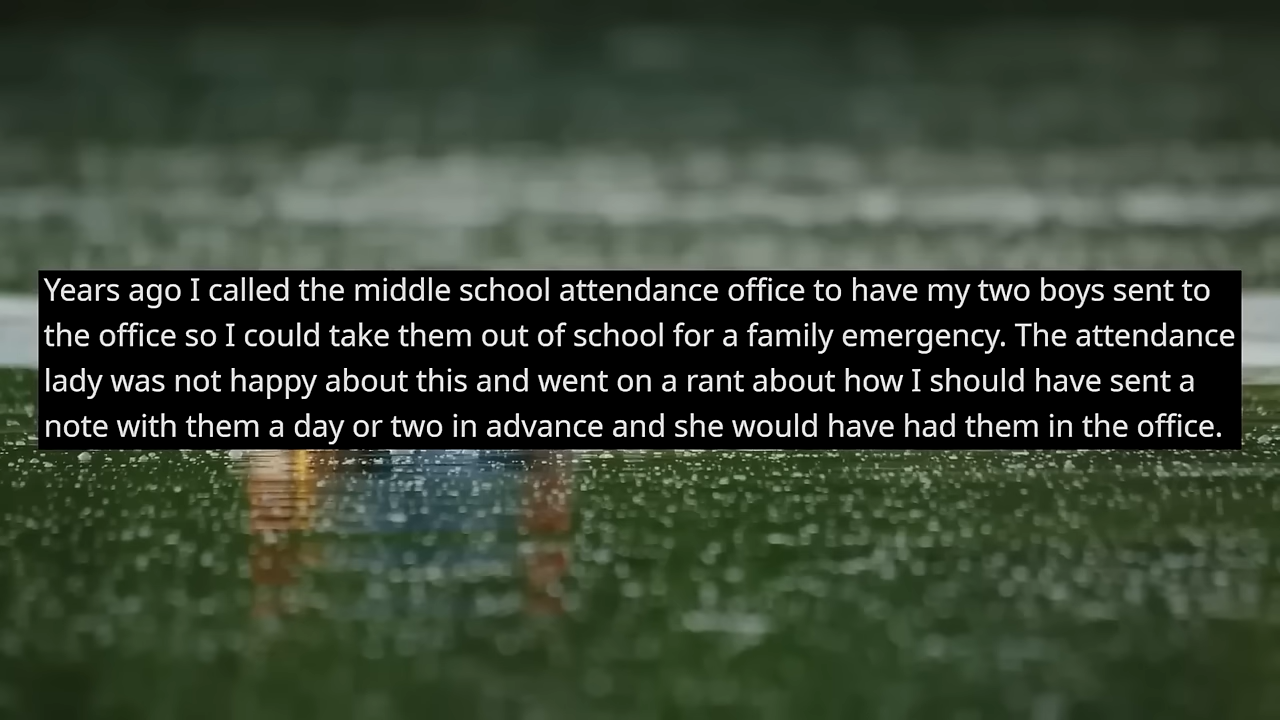 Years ago I called the middle school attendance office to have my two boys sent to
the office so I could take them out of school for a family emergency. The attendance
lady was not happy about this and went on a rant about how I should have sent a
note with them a day or two in advance and she would have had them in the office.